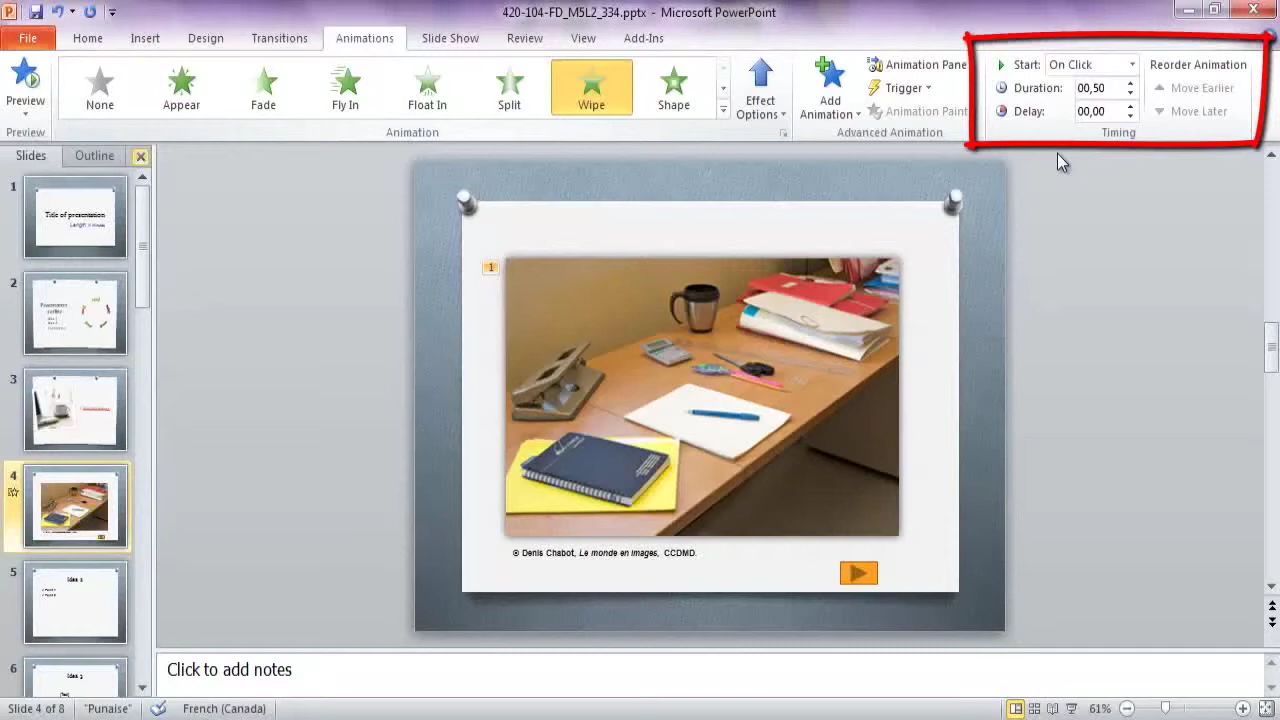 420-104-FD_M5L2_334.pptx - Microsoft PowerPoint
File Home Insert Design Transitions Animations Slide Show Review View Add-Ins
Preview
None Appear Fade Fly In Float In Split Wipe Shape
Effect Options
Add Animation
Animation Pane
Trigger
Animation Paint
Start: On Click
Duration: 00,50
Delay: 00,00
Reorder Animation
Move Earlier
Move Later
Preview Animation Advanced Animation Timing
Slides Outline
1
Title of presentation
2
3
4
5
Idea 1
6
Idea 2
1
© Denis Chabot, Le monde en images, CCDMD.
Click to add notes
Slide 4 of 8 "Punaise" French (Canada) 61%